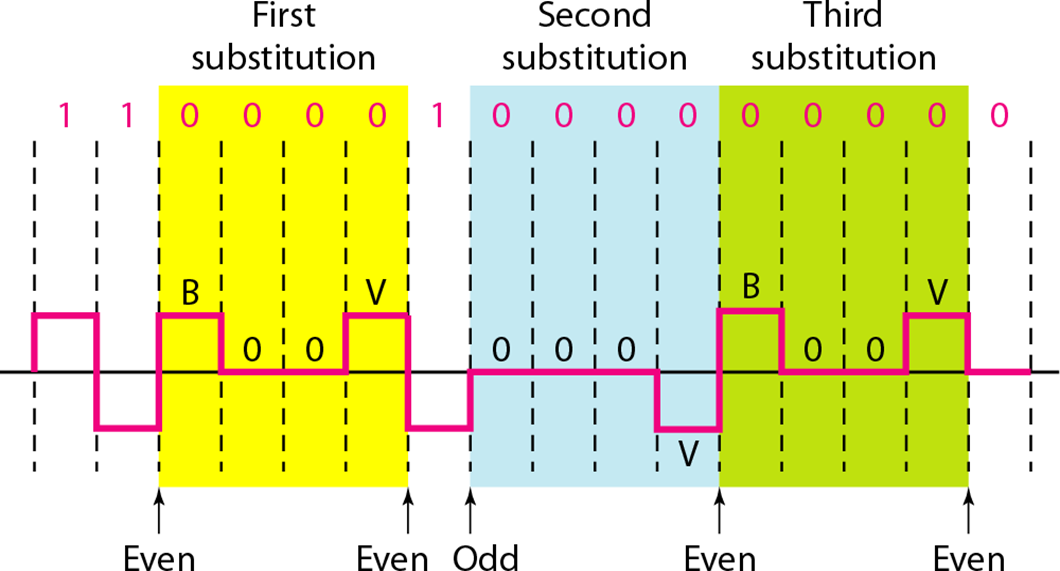 First substitution
Second substitution
Third substitution
1 1 0 0 0 0 1 0 0 0 0 0 0 0 0 0
B V B V
0 0 0 0 0 0 0
V
Even Even Odd Even Even